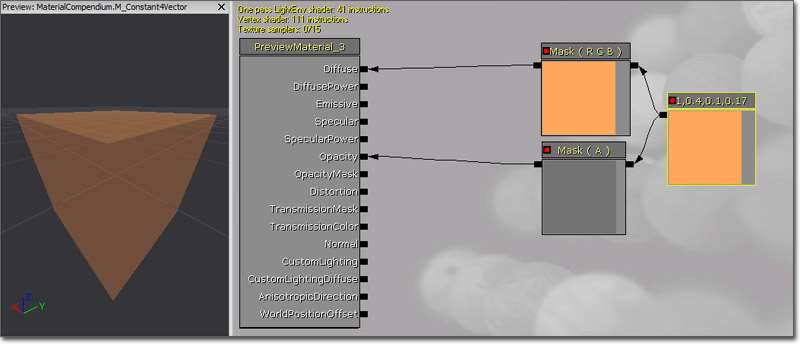 Preview: MaterialCompendium.M_Constant4Vector
One pass LightEnv shader: 41 instructions
Vertex shader: 111 instructions
Texture samplers: 0/15
PreviewMaterial_3
Diffuse
DiffusePower
Emissive
Specular
SpecularPower
Opacity
OpacityMask
Distortion
TransmissionMask
TransmissionColor
Normal
CustomLighting
CustomLightingDiffuse
AnisotropicDirection
WorldPositionOffset
Mask ( R G B )
Mask ( A )
1,0.4,0.1,0.17
X
Z
Y